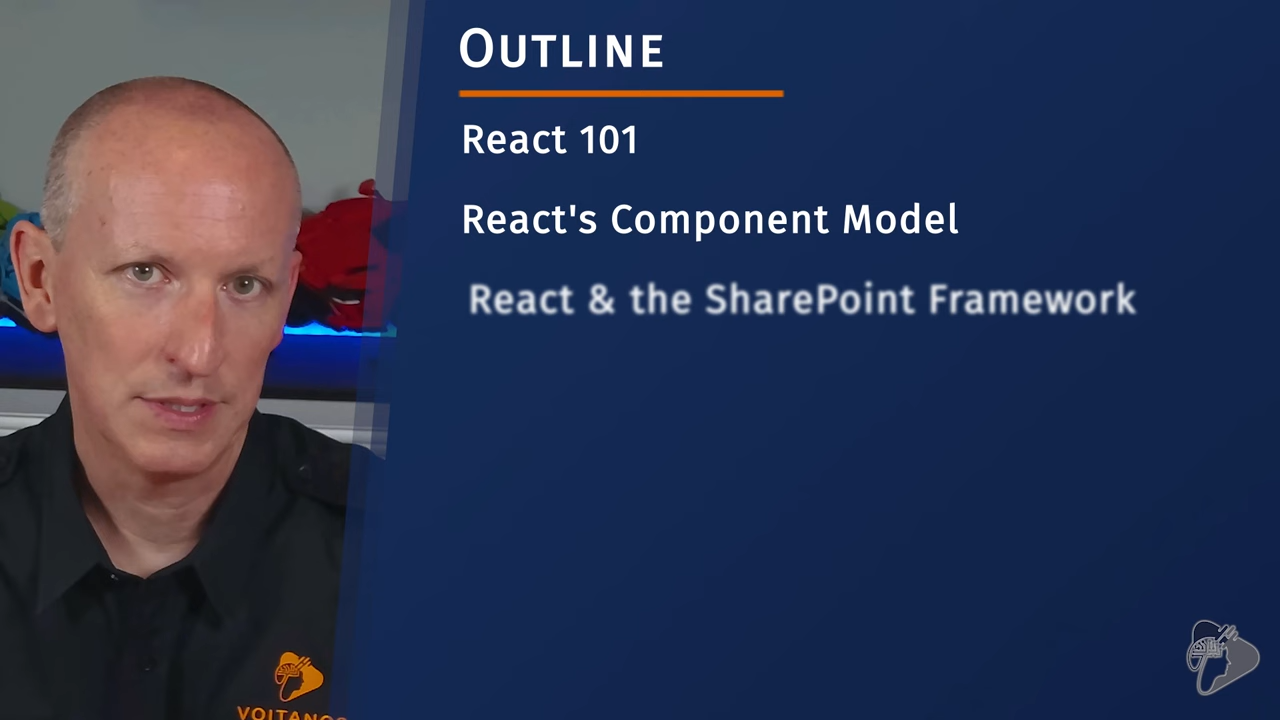 OUTLINE
React 101
React's Component Model
React & the SharePoint Framework